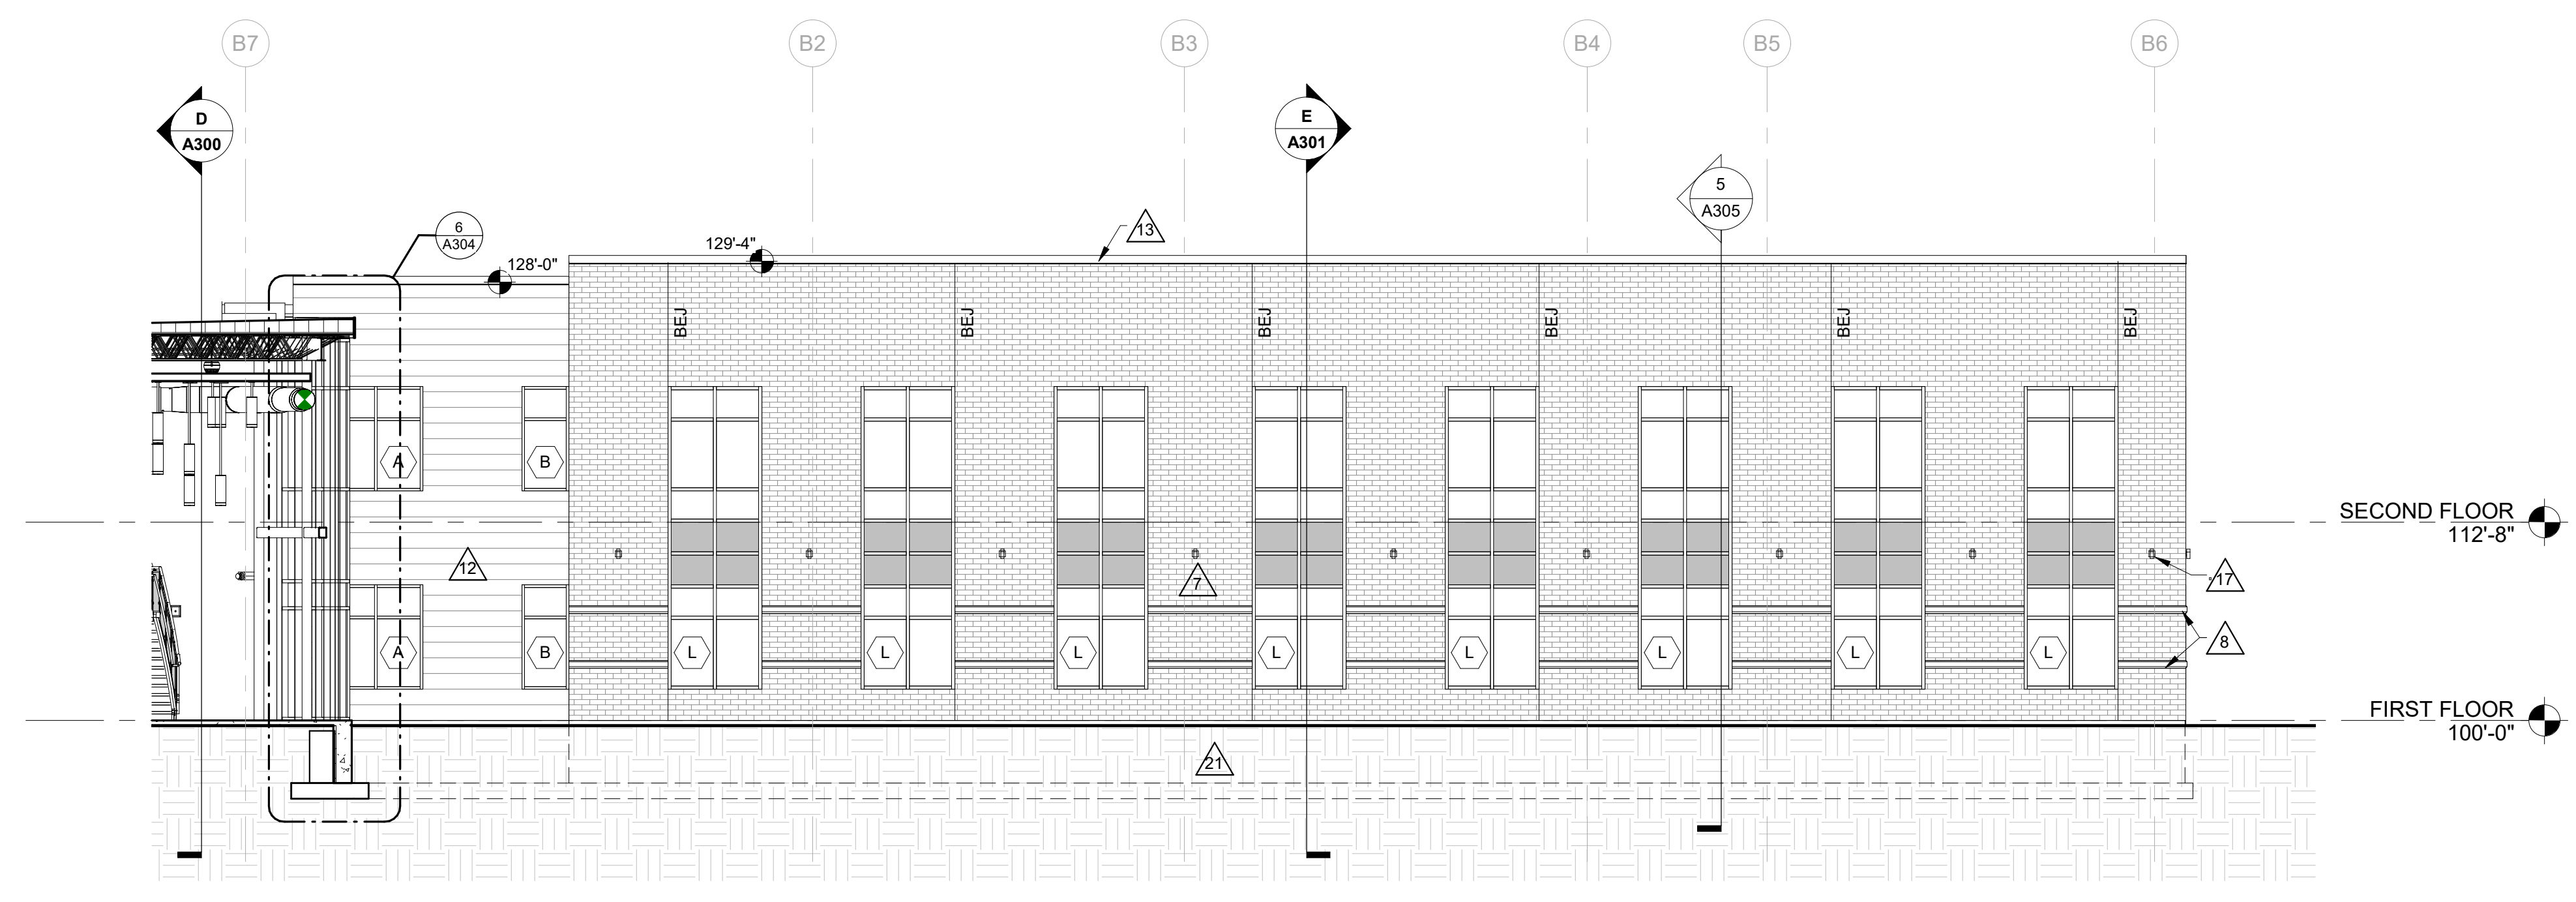 B7
B2
B3
B4
B5
B6
D
A300
E
A301
5
A305
6
A304
128'-0"
129'-4"
13
BEJ
BEJ
BEJ
BEJ
BEJ
BEJ
A
B
SECOND FLOOR
112'-8"
12
7
17
8
A
B
L
L
L
L
L
L
L
L
FIRST FLOOR
100'-0"
21